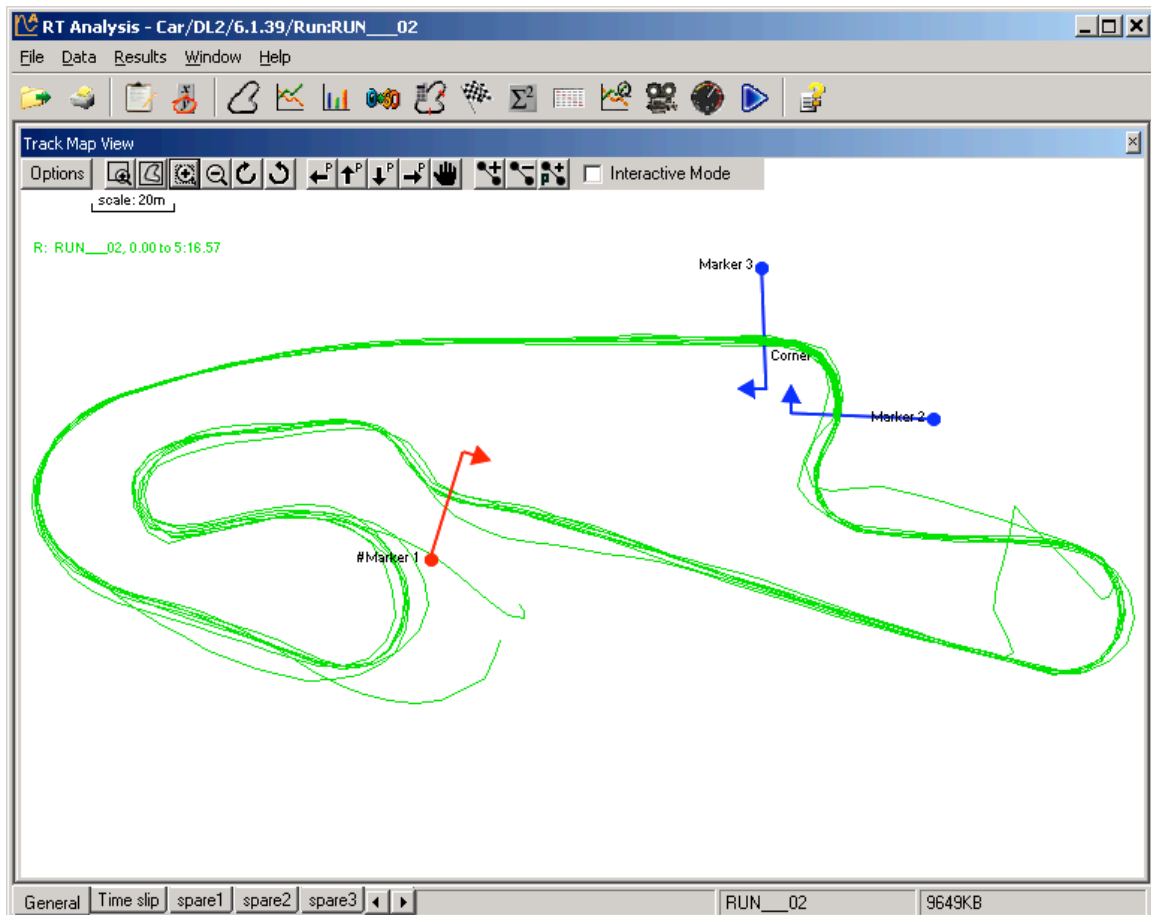 RT Analysis - Car/DL2/6.1.39/Run:RUN___02
File Data Results Window Help
Track Map View
Options Interactive Mode
scale: 20m
R: RUN___02, 0.00 to 5:16.57
Marker 3
Corner
Marker 2
#Marker 1
General Time slip spare1 spare2 spare3 RUN___02 9649KB